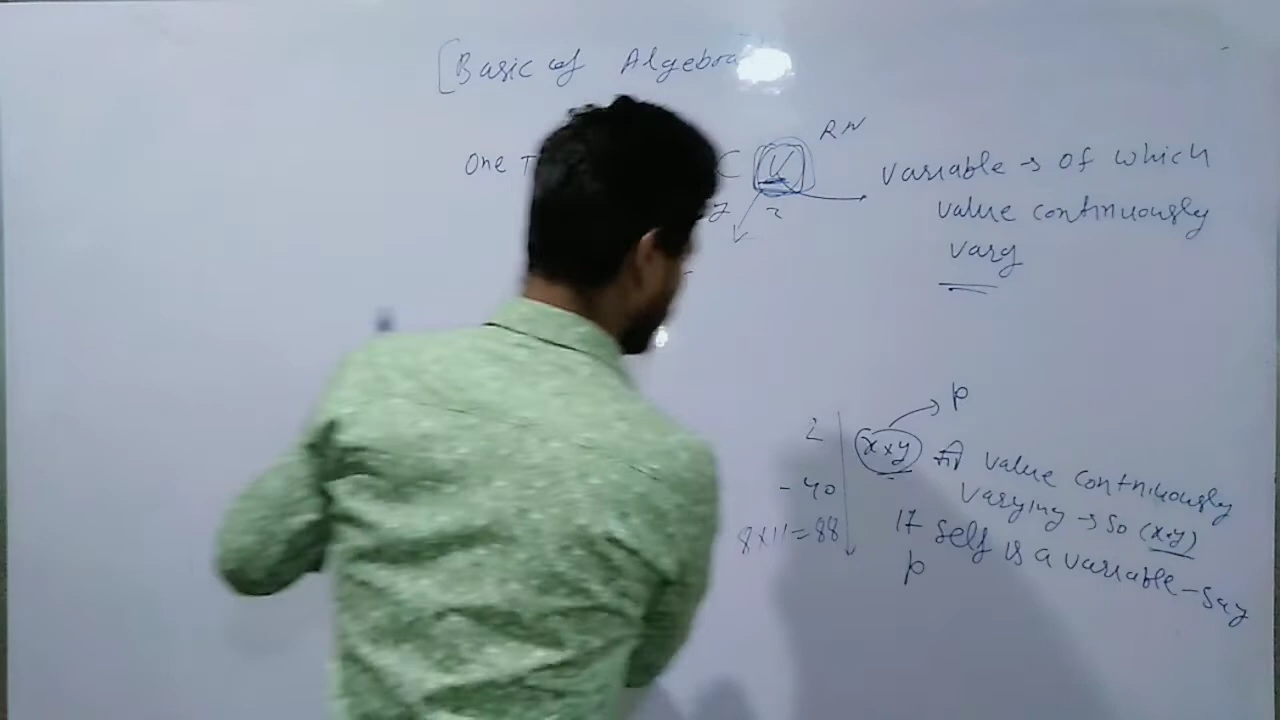 [Basic of Algebra
RN
One T
C V
Variable → of which
y
2
value continuously
vary
p
2
x×y
value continuously
-40
varying → so (x×y)
8×11=88
it self is a variable - say
p